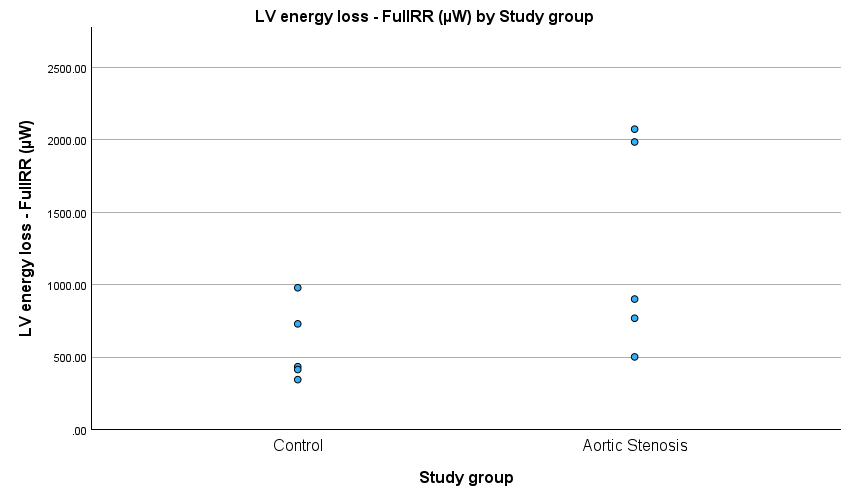 LV energy loss - FullRR (µW) by Study group
LV energy loss - FullRR (µW)
2500.00
2000.00
1500.00
1000.00
500.00
.00
Control
Aortic Stenosis
Study group